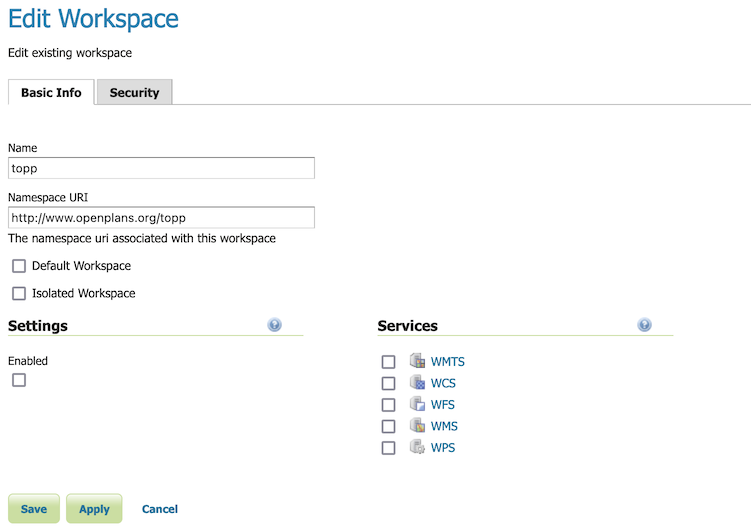 Edit Workspace
Edit existing workspace
Basic Info
Security
Name
topp
Namespace URI
http://www.openplans.org/topp
The namespace uri associated with this workspace
Default Workspace
Isolated Workspace
Settings
Enabled
Services
WMTS
WCS
WFS
WMS
WPS
Save
Apply
Cancel